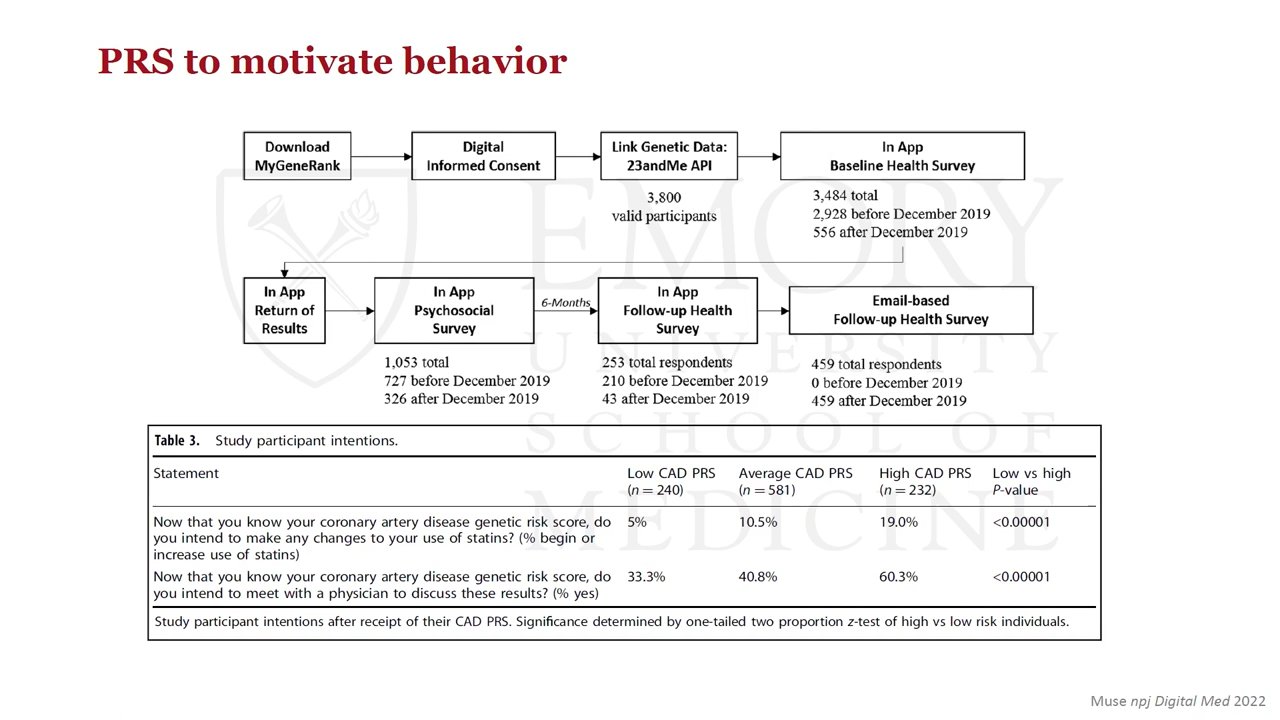 PRS to motivate behavior
Download
MyGeneRank
Digital
Informed Consent
Link Genetic Data:
23andMe API
In App
Baseline Health Survey
3,800
valid participants
3,484 total
2,928 before December 2019
556 after December 2019
In App
Return of
Results
In App
Psychosocial
Survey
6-Months
In App
Follow-up Health
Survey
Email-based
Follow-up Health Survey
1,053 total
727 before December 2019
326 after December 2019
253 total respondents
210 before December 2019
43 after December 2019
459 total respondents
0 before December 2019
459 after December 2019
EMORY
UNIVERSITY
SCHOOL OF
MEDICINE
Table 3. Study participant intentions.
Statement Low CAD PRS Average CAD PRS High CAD PRS Low vs high
(n = 240) (n = 581) (n = 232) P-value
Now that you know your coronary artery disease genetic risk score, do 5% 10.5% 19.0% <0.00001
you intend to make any changes to your use of statins? (% begin or
increase use of statins)
Now that you know your coronary artery disease genetic risk score, do 33.3% 40.8% 60.3% <0.00001
you intend to meet with a physician to discuss these results? (% yes)
Study participant intentions after receipt of their CAD PRS. Significance determined by one-tailed two proportion z-test of high vs low risk individuals.
Muse npj Digital Med 2022